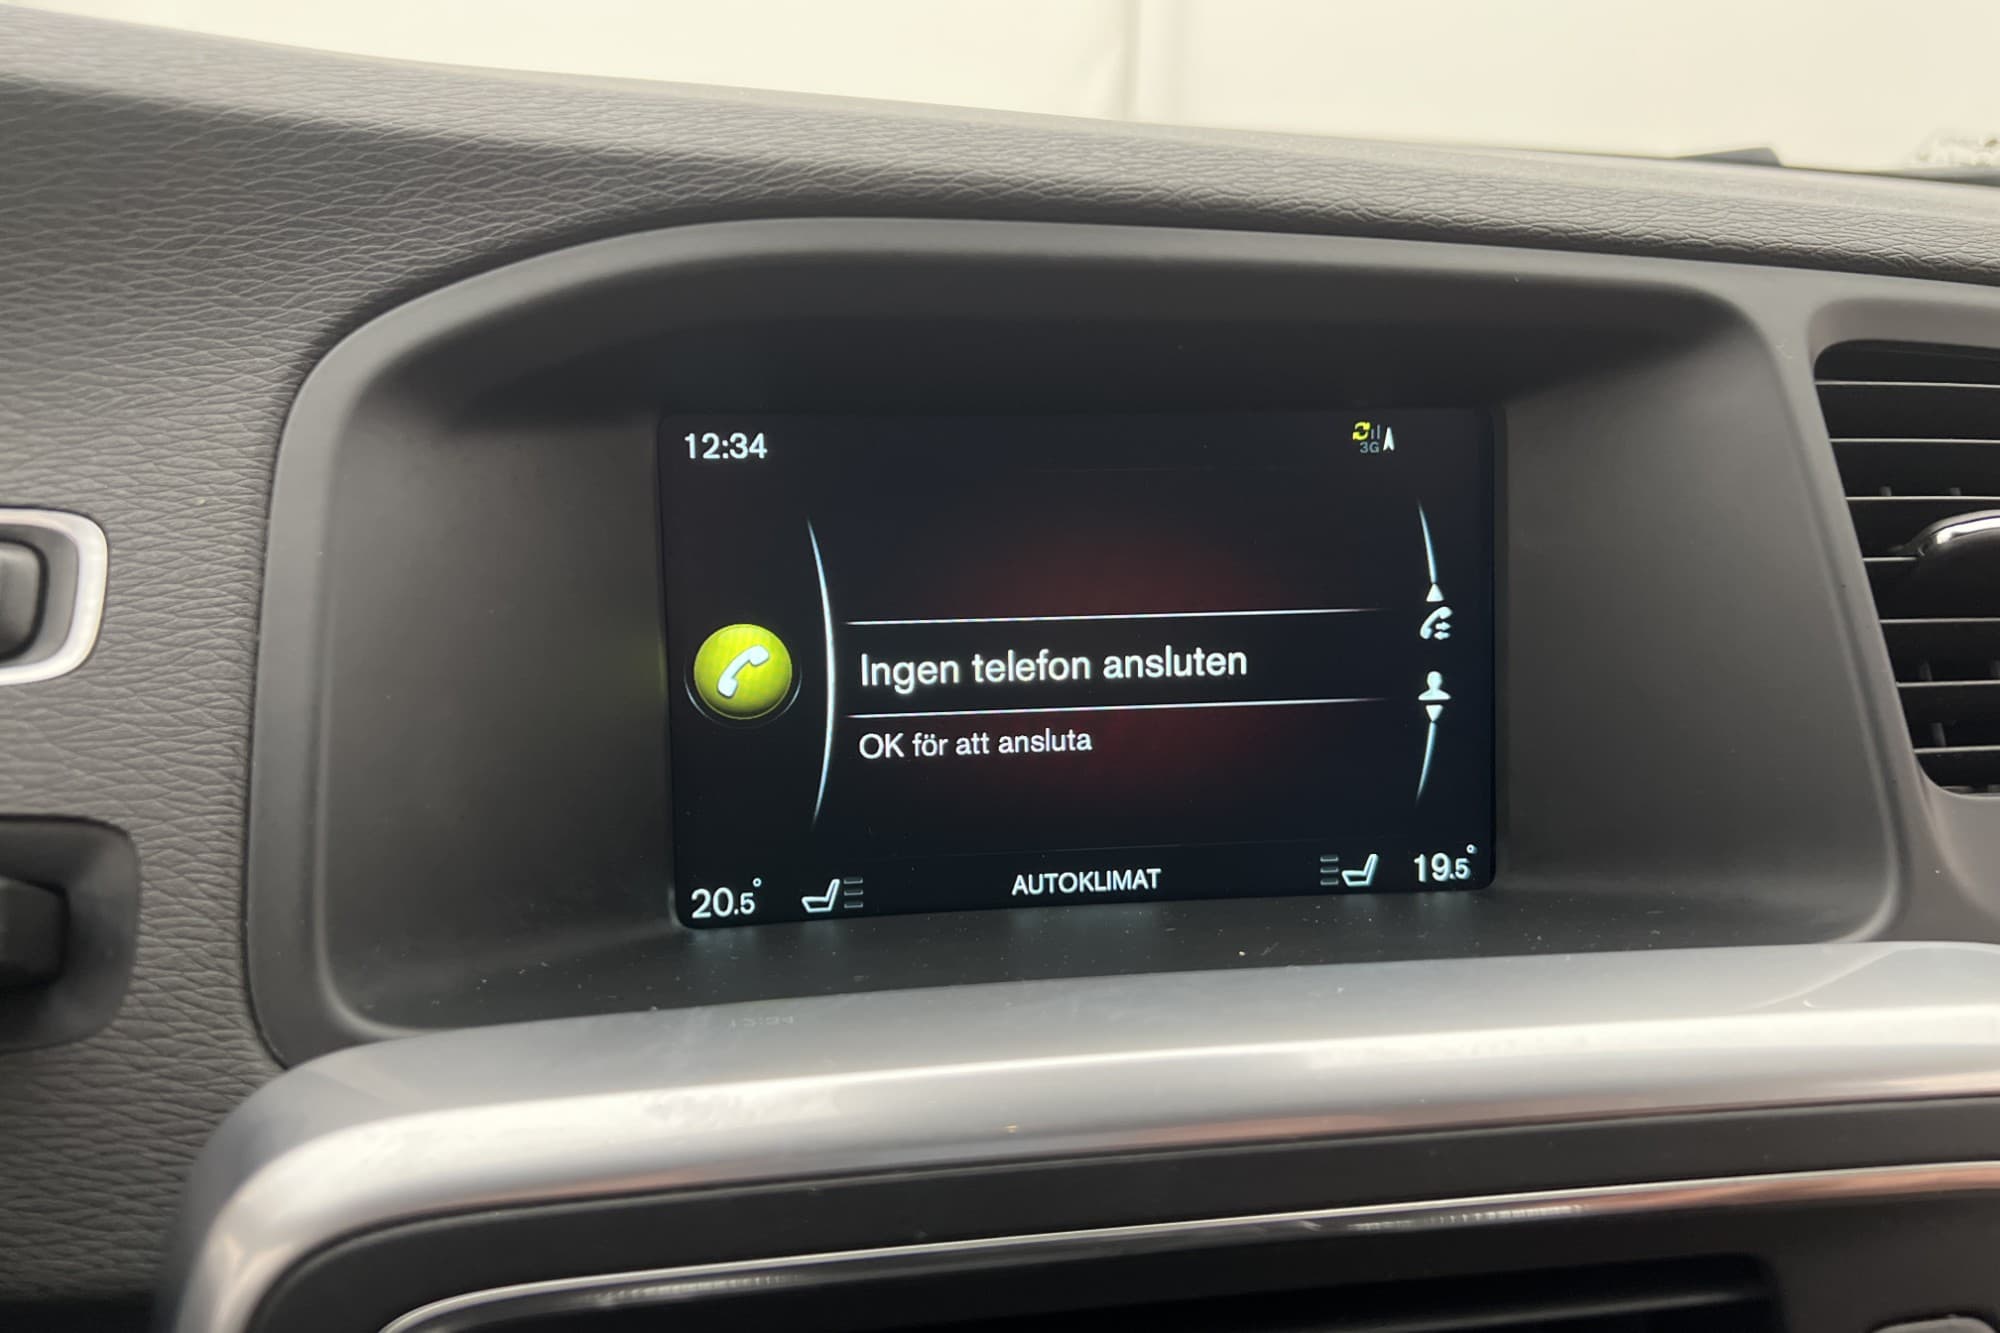 12:34
3G
Ingen telefon ansluten
OK för att ansluta
20.5° AUTOKLIMAT 19.5°